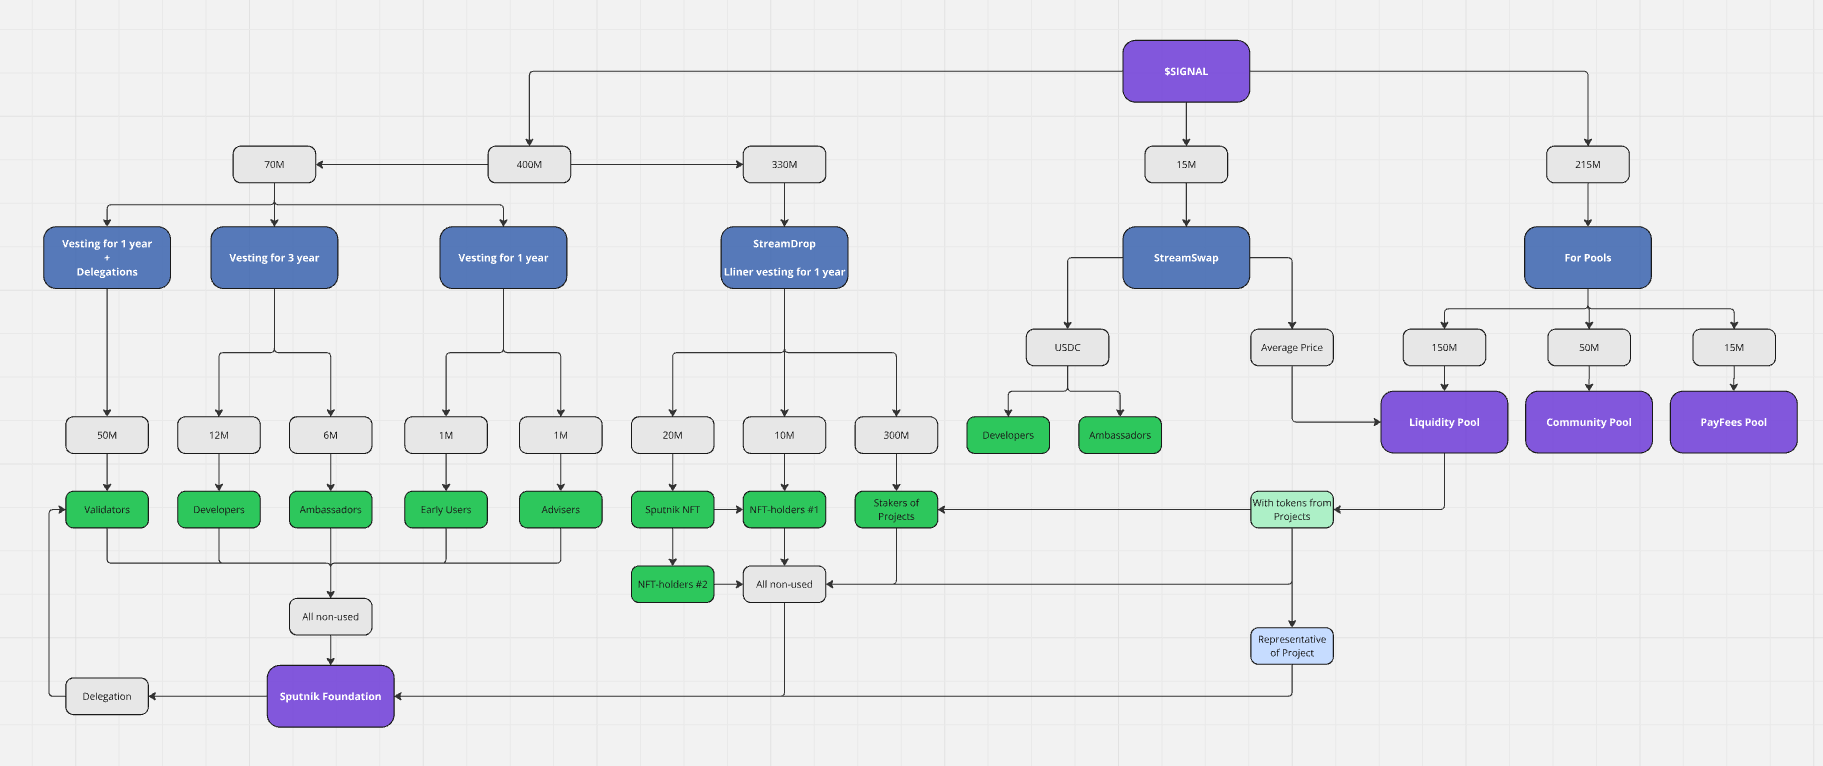 $SIGNAL
70M
400M
330M
15M
215M
Vesting for 1 year
+
Delegations
Vesting for 3 year
Vesting for 1 year
StreamDrop
Lliner vesting for 1 year
StreamSwap
For Pools
USDC
Average Price
150M
50M
15M
50M
12M
6M
1M
1M
20M
10M
300M
Developers
Ambassadors
Liquidity Pool
Community Pool
PayFees Pool
Validators
Developers
Ambassadors
Early Users
Advisers
Sputnik NFT
NFT-holders #1
Stakers of
Projects
With tokens from
Projects
NFT-holders #2
All non-used
All non-used
Representative
of Project
Delegation
Sputnik Foundation